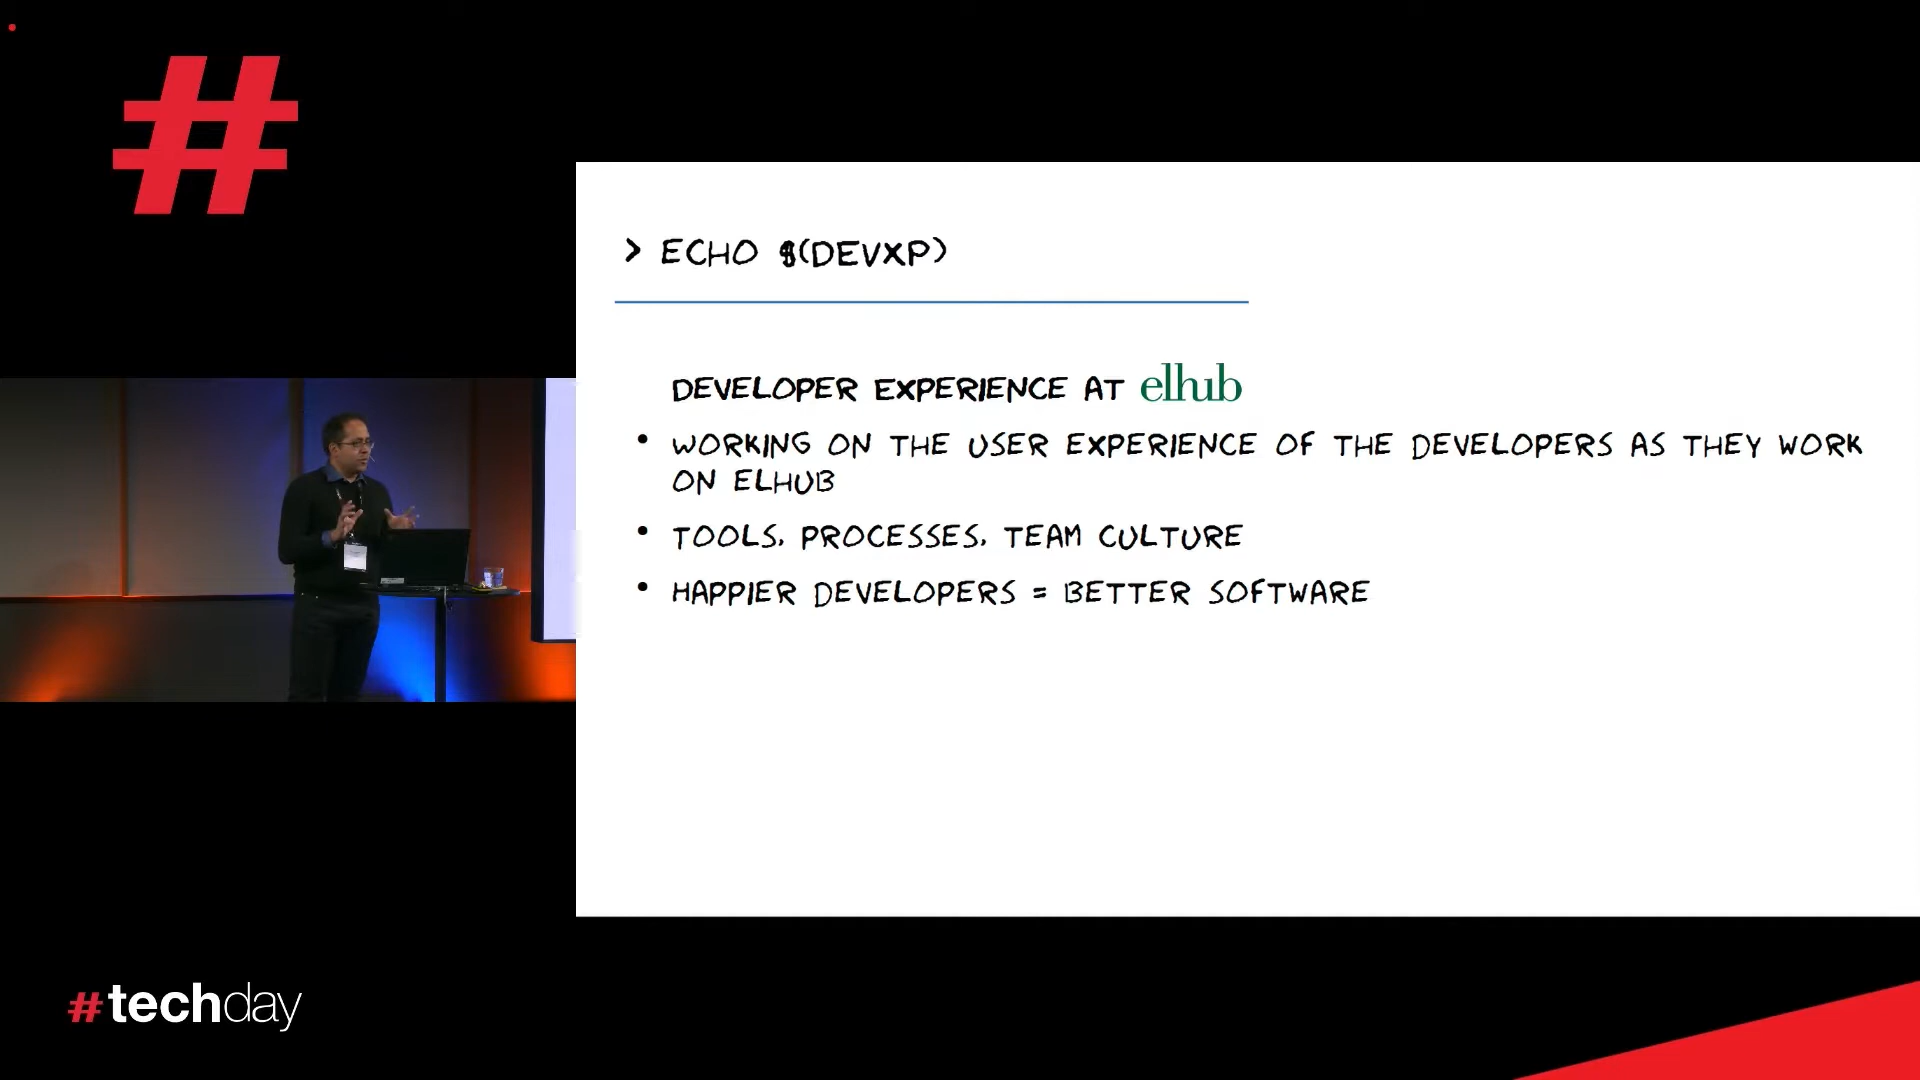 #
> ECHO $(DEVXP)
DEVELOPER EXPERIENCE AT elhub
• WORKING ON THE USER EXPERIENCE OF THE DEVELOPERS AS THEY WORK
ON ELHUB
• TOOLS, PROCESSES, TEAM CULTURE
• HAPPIER DEVELOPERS = BETTER SOFTWARE
#techday